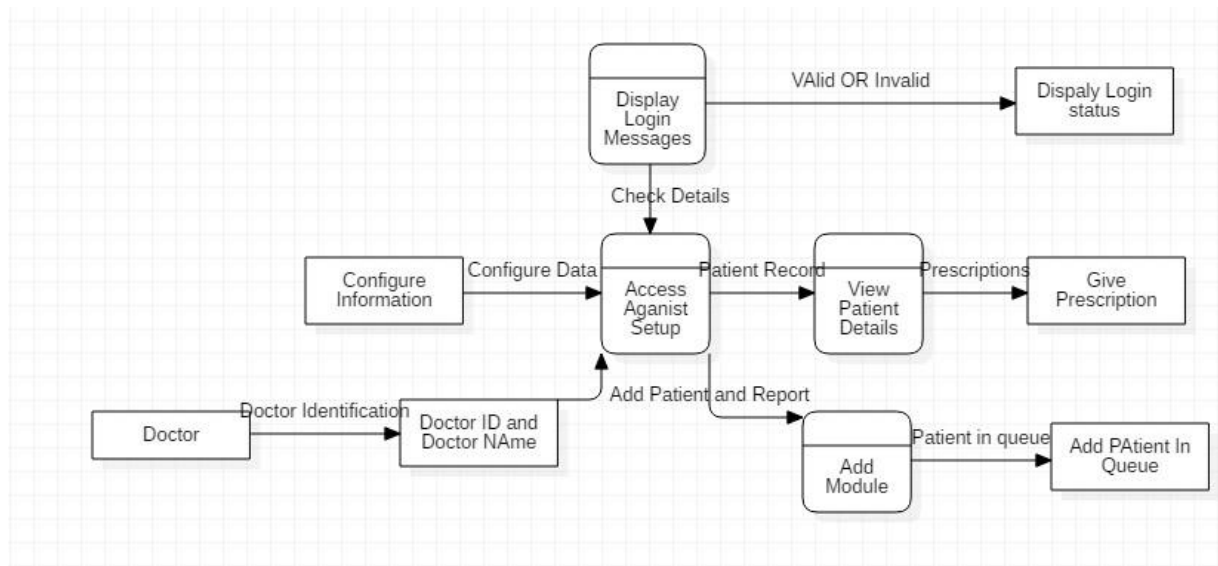 VAlid OR Invalid
Display
Login
Messages
Dispaly Login
status
Check Details
Configure
Information
Configure Data
Access
Aganist
Setup
Patient Record
View
Patient
Details
Prescriptions
Give
Prescription
Doctor
Doctor Identification
Doctor ID and
Doctor NAme
Add Patient and Report
Add
Module
Patient in queue
Add PAtient In
Queue